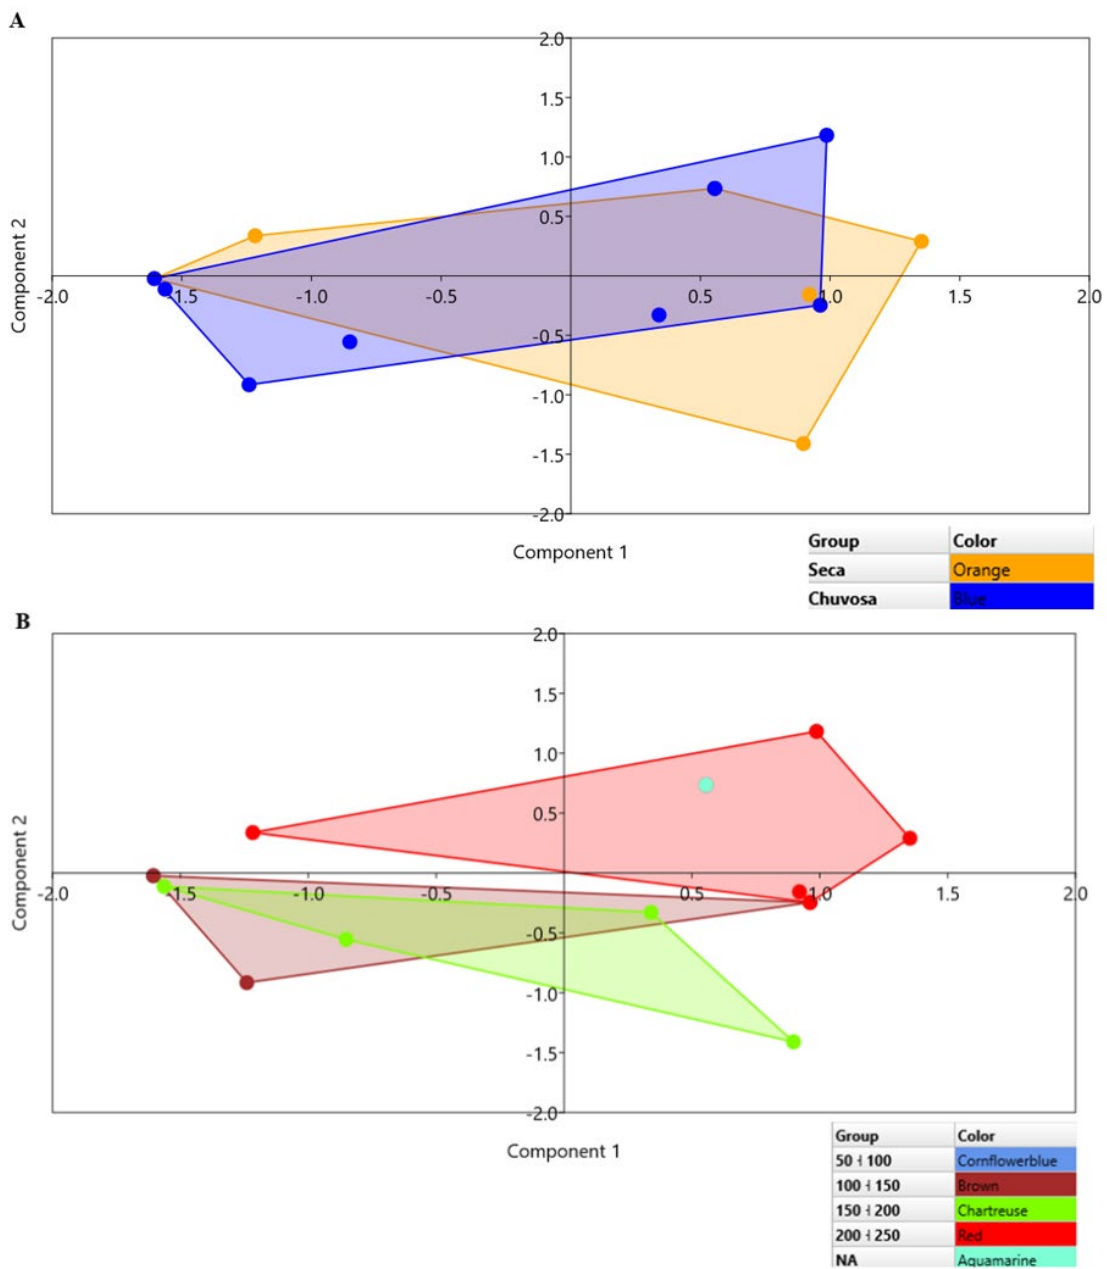 A
2.0
1.5
1.0
0.5
-2.0 -1.5 -1.0 -0.5 0.5 1.0 1.5 2.0
-0.5
-1.0
-1.5
-2.0
Component 2
Component 1
Group Color
Seca Orange
Chuvosa Blue
B
2.0
1.5
1.0
0.5
-2.0 -1.5 -1.0 -0.5 0.5 1.0 1.5 2.0
-0.5
-1.0
-1.5
-2.0
Component 2
Component 1
Group Color
50 ⫞ 100 Cornflowerblue
100 ⫞ 150 Brown
150 ⫞ 200 Chartreuse
200 ⫞ 250 Red
NA Aquamarine